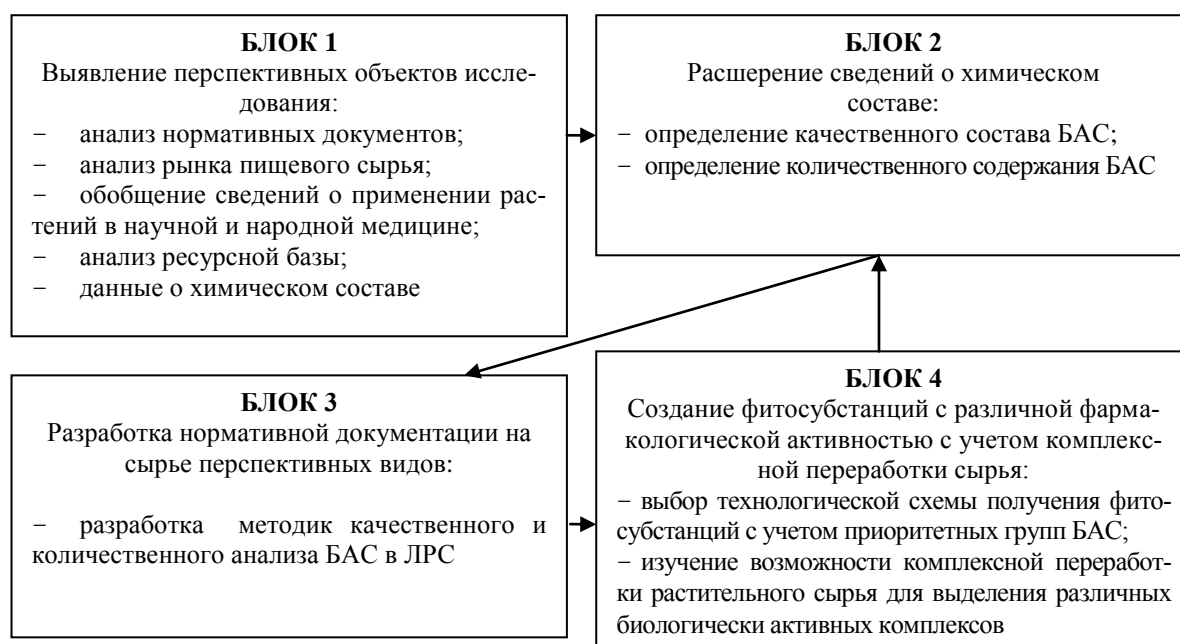 БЛОК 1
Выявление перспективных объектов иссле-
дования:
− анализ нормативных документов;
− анализ рынка пищевого сырья;
− обобщение сведений о применении рас-
тений в научной и народной медицине;
− анализ ресурсной базы;
− данные о химическом составе
БЛОК 2
Расшерение сведений о химическом
составе:
− определение качественного состава БАС;
− определение количественного содержания БАС
БЛОК 3
Разработка нормативной документации на
сырье перспективных видов:
− разработка методик качественного и
количественного анализа БАС в ЛРС
БЛОК 4
Создание фитосубстанций с различной фарма-
кологической активностью с учетом комплекс-
ной переработки сырья:
− выбор технологической схемы получения фито-
субстанций с учетом приоритетных групп БАС;
− изучение возможности комплексной переработ-
ки растительного сырья для выделения различных
биологически активных комплексов